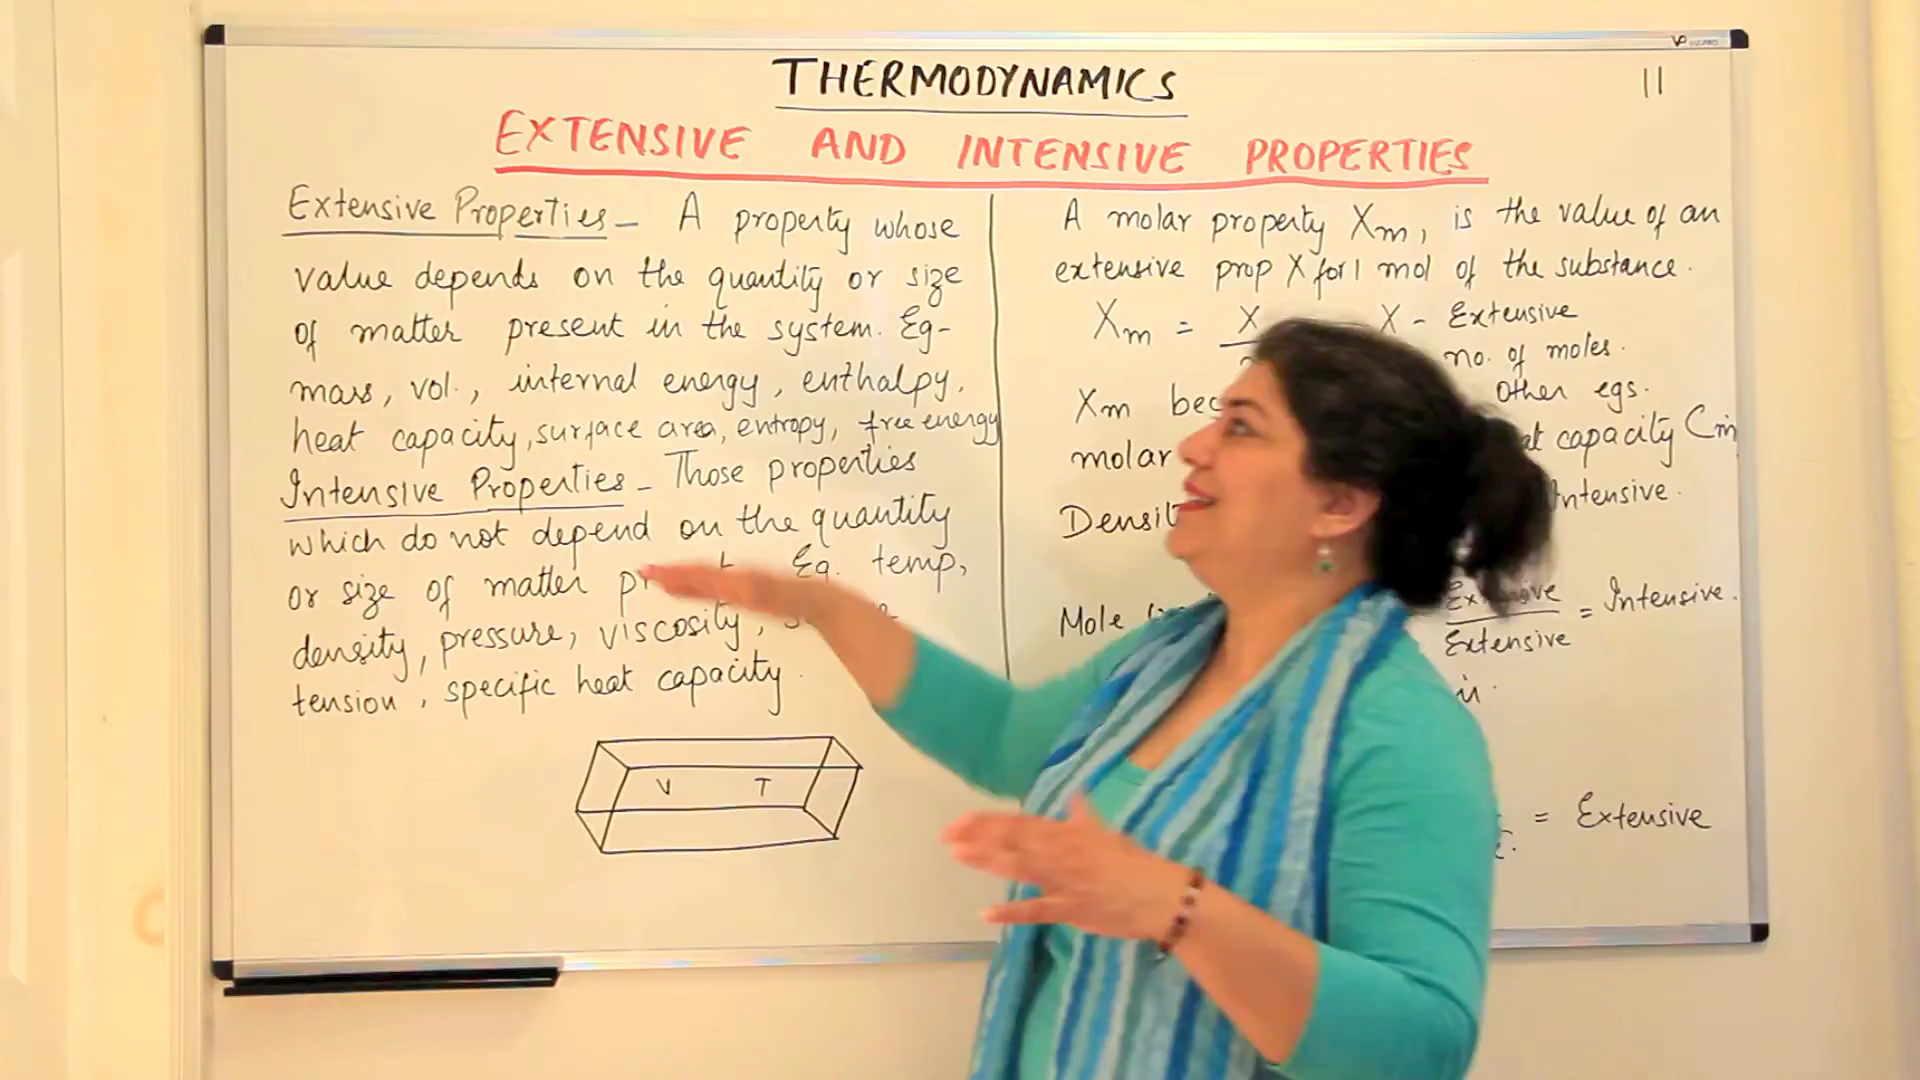 THERMODYNAMICS
11
EXTENSIVE AND INTENSIVE PROPERTIES
Extensive Properties – A property whose
value depends on the quantity or size
of matter present in the system. Eg-
mass, vol., internal energy, enthalpy,
heat capacity, surface area, entropy, free energy
Intensive Properties – Those properties
which do not depend on the quantity
or size of matter Eg. temp,
density, pressure, viscosity,
tension, specific heat capacity.
V T
A molar property Xm, is the value of an
extensive prop X for 1 mol of the substance.
Xm = X X - Extensive
no. of moles.
Xm Other egs.
molar capacity Cm
Intensive.
Mole
Extensive
Extensive = Intensive.
= Extensive